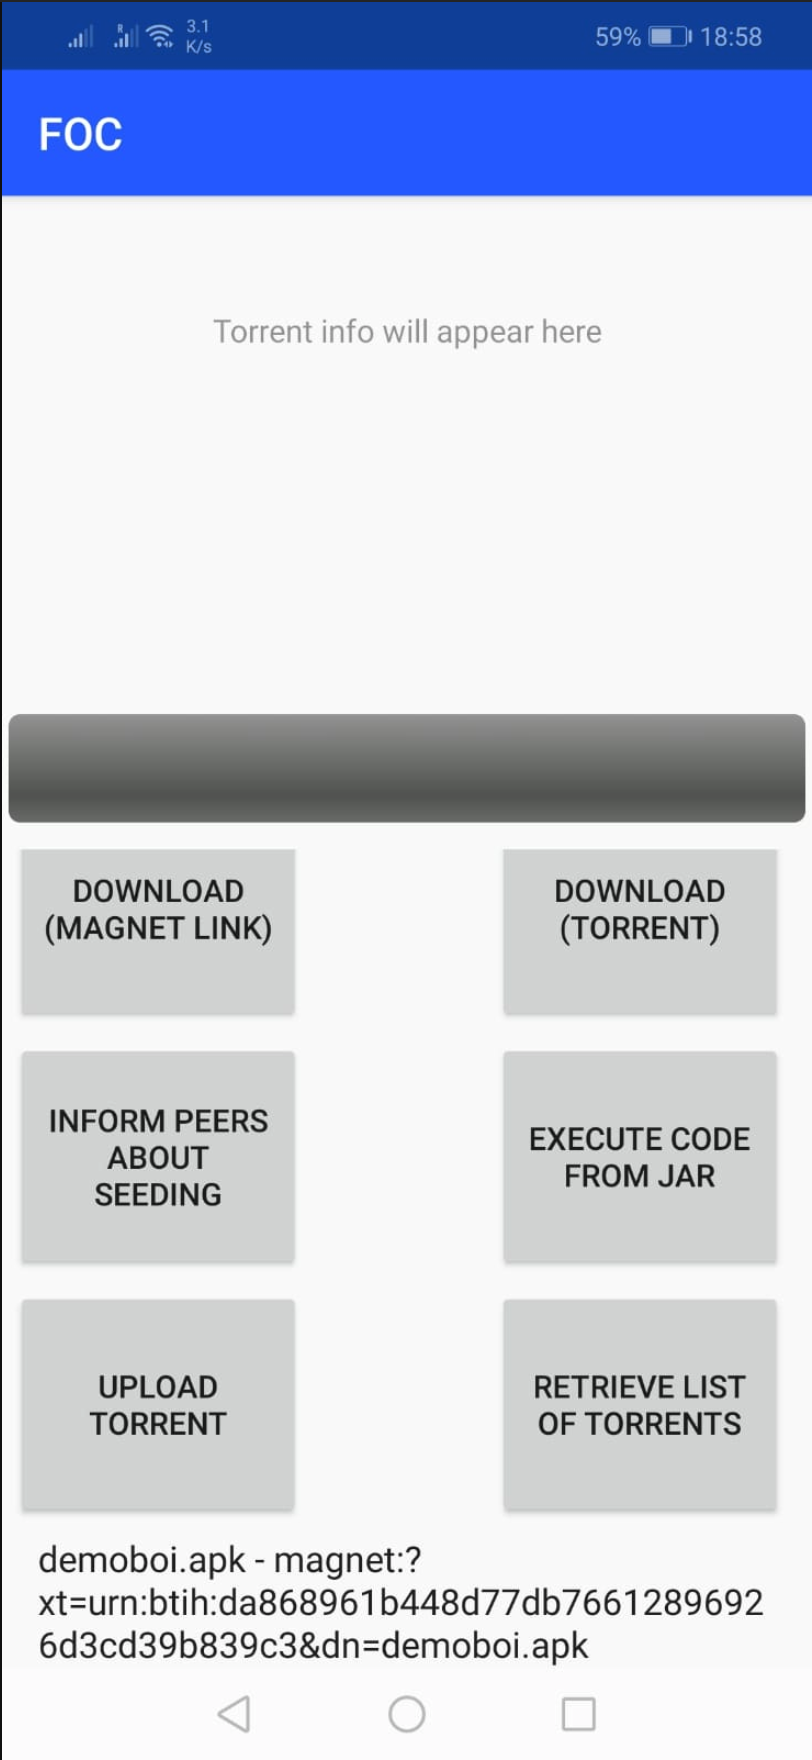 R 3.1
K/s
59% 18:58
FOC
Torrent info will appear here
DOWNLOAD
(MAGNET LINK)
DOWNLOAD
(TORRENT)
INFORM PEERS
ABOUT
SEEDING
EXECUTE CODE
FROM JAR
UPLOAD
TORRENT
RETRIEVE LIST
OF TORRENTS
demoboi.apk - magnet:?
xt=urn:btih:da868961b448d77db7661289692
6d3cd39b839c3&dn=demoboi.apk